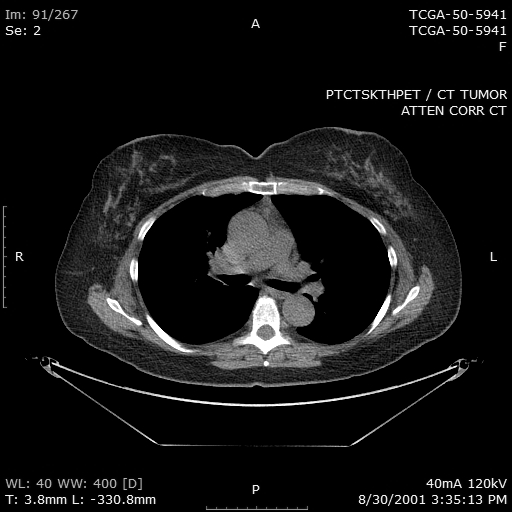 Im: 91/267
Se: 2
A
TCGA-50-5941
TCGA-50-5941
F
PTCTSKTHPET / CT TUMOR
ATTEN CORR CT
R
L
WL: 40 WW: 400 [D]
T: 3.8mm L: -330.8mm
P
40mA 120kV
8/30/2001 3:35:13 PM